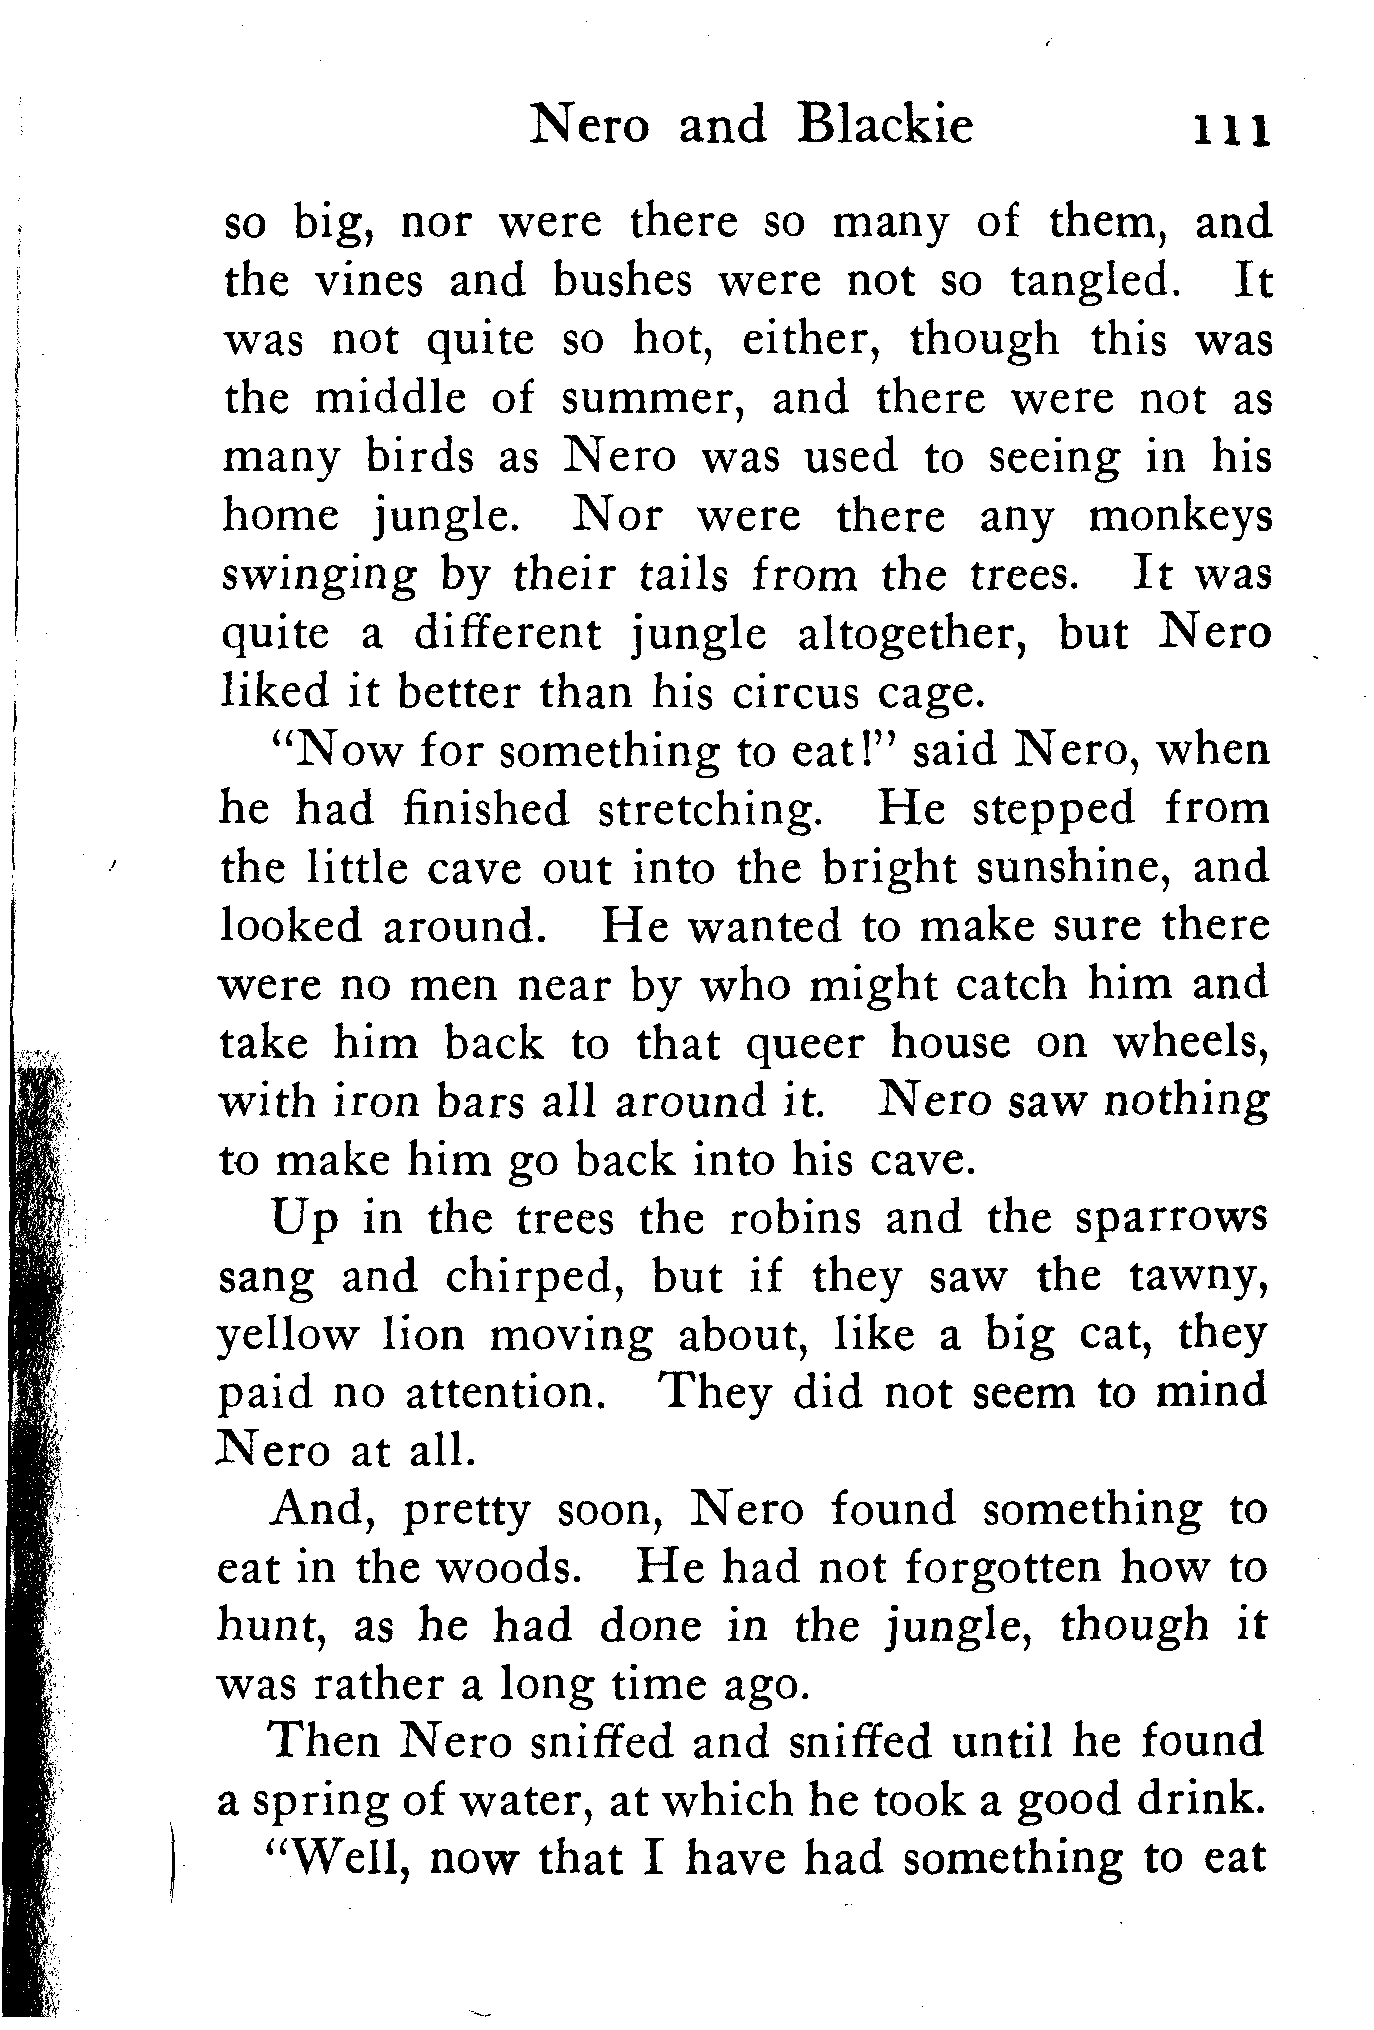 Nero and Blackie 111
so big, nor were there so many of them, and
the vines and bushes were not so tangled. It
was not quite so hot, either, though this was
the middle of summer, and there were not as
many birds as Nero was used to seeing in his
home jungle. Nor were there any monkeys
swinging by their tails from the trees. It was
quite a different jungle altogether, but Nero
liked it better than his circus cage.
“Now for something to eat!” said Nero, when
he had finished stretching. He stepped from
the little cave out into the bright sunshine, and
looked around. He wanted to make sure there
were no men near by who might catch him and
take him back to that queer house on wheels,
with iron bars all around it. Nero saw nothing
to make him go back into his cave.
Up in the trees the robins and the sparrows
sang and chirped, but if they saw the tawny,
yellow lion moving about, like a big cat, they
paid no attention. They did not seem to mind
Nero at all.
And, pretty soon, Nero found something to
eat in the woods. He had not forgotten how to
hunt, as he had done in the jungle, though it
was rather a long time ago.
Then Nero sniffed and sniffed until he found
a spring of water, at which he took a good drink.
“Well, now that I have had something to eat